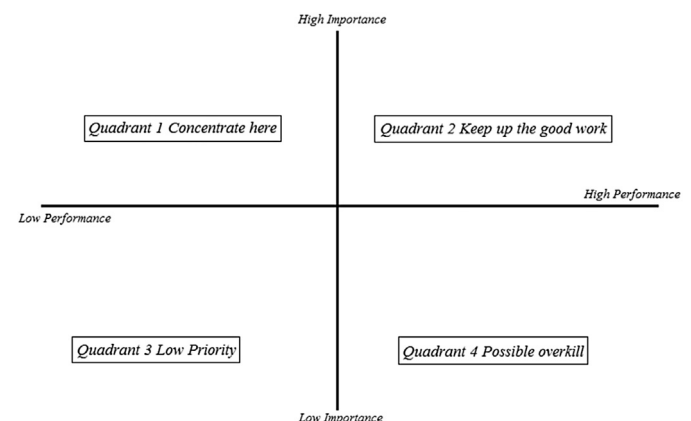 High Importance
Quadrant 1 Concentrate here
Quadrant 2 Keep up the good work
High Performance
Low Performance
Quadrant 3 Low Priority
Quadrant 4 Possible overkill
Low Importance